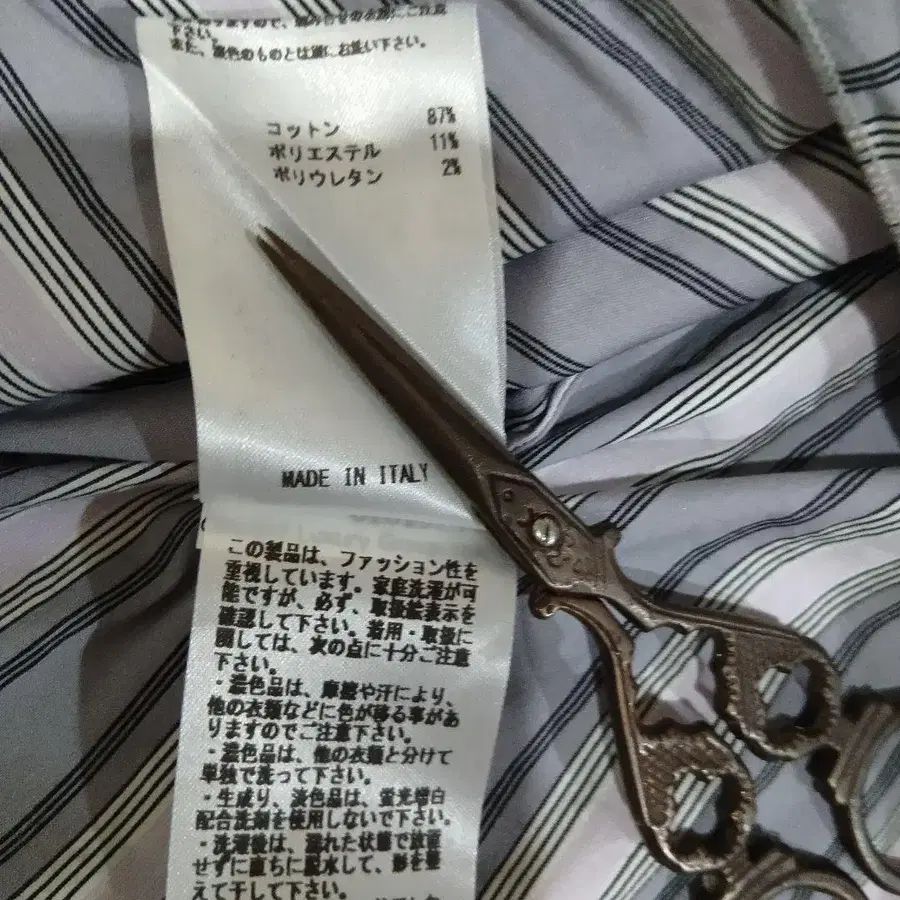 下さい。
また、濃色のものとは別にお洗い下さい。
コットン 87%
ポリエステル 11%
ポリウレタン 2%
MADE IN ITALY
この製品は、ファッション性を
重視しています。家庭洗濯が可
能ですが、必ず、取扱絵表示を
確認して下さい。着用・取扱に
関しては、次の点に十分ご注意
下さい。
・濃色品は、摩擦や汗により、
他の衣類などに色が移る事があ
りますのでご注意下さい。
・濃色品は、他の衣類と分けて
単独で洗って下さい。
・生成り、淡色品は、蛍光増白
配合洗剤を使用しないで下さい。
・洗濯後は、濡れた状態で放置
せずに直ちに脱水して、形を整
えて干して下さい。